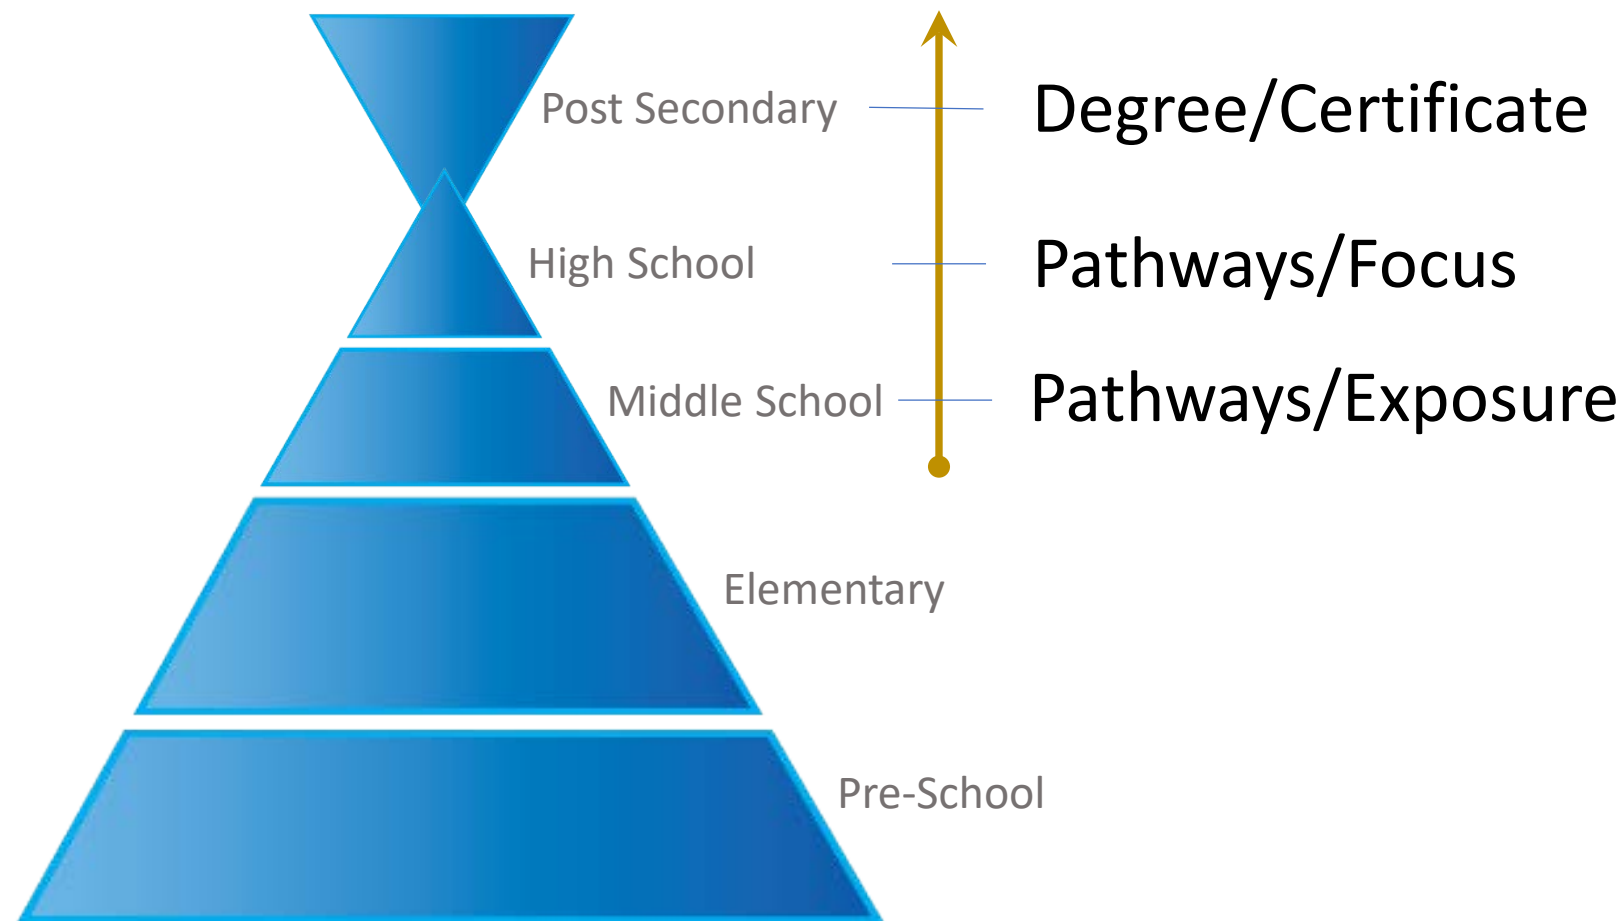 Post Secondary
Degree/Certificate
High School
Pathways/Focus
Middle School
Pathways/Exposure
Elementary
Pre-School